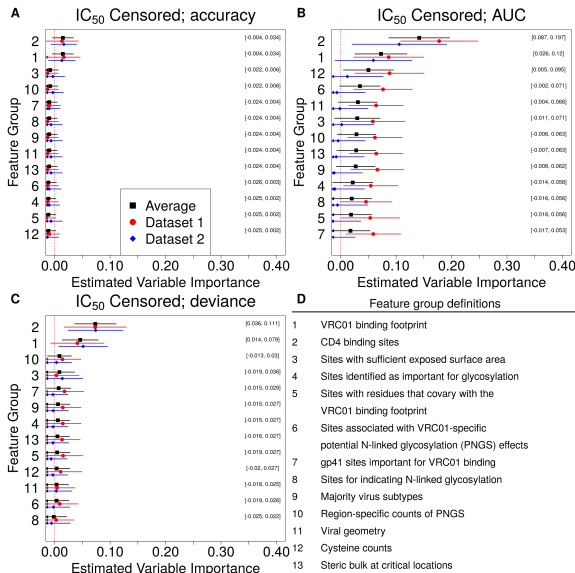 A
IC50 Censored; accuracy
Feature Group
2
1
3
10
7
8
9
11
13
6
4
5
12
[-0.004, 0.034]
[-0.004, 0.034]
[-0.022, 0.006]
[-0.022, 0.006]
[-0.024, 0.004]
[-0.024, 0.004]
[-0.024, 0.004]
[-0.024, 0.004]
[-0.024, 0.004]
[-0.026, 0.003]
[-0.025, 0.002]
[-0.025, 0.002]
[-0.025, 0.002]
Average
Dataset 1
Dataset 2
0.00 0.10 0.20 0.30 0.40
Estimated Variable Importance
B
IC50 Censored; AUC
Feature Group
2
1
12
6
11
3
10
13
9
4
8
5
7
[0.087, 0.197]
[0.026, 0.12]
[0.005, 0.095]
[-0.002, 0.071]
[-0.004, 0.066]
[-0.011, 0.071]
[-0.006, 0.063]
[-0.007, 0.063]
[-0.008, 0.062]
[-0.014, 0.058]
[-0.016, 0.056]
[-0.018, 0.056]
[-0.017, 0.053]
0.00 0.10 0.20 0.30 0.40
Estimated Variable Importance
C
IC50 Censored; deviance
Feature Group
2
1
10
3
7
9
4
13
5
12
11
6
8
[0.036, 0.111]
[0.014, 0.079]
[-0.013, 0.03]
[-0.019, 0.036]
[-0.015, 0.029]
[-0.015, 0.027]
[-0.015, 0.027]
[-0.016, 0.027]
[-0.019, 0.027]
[-0.02, 0.027]
[-0.018, 0.025]
[-0.019, 0.026]
[-0.025, 0.022]
0.00 0.10 0.20 0.30 0.40
Estimated Variable Importance
D
Feature group definitions
1 VRC01 binding footprint
2 CD4 binding sites
3 Sites with sufficient exposed surface area
4 Sites identified as important for glycosylation
5 Sites with residues that covary with the
VRC01 binding footprint
6 Sites associated with VRC01-specific
potential N-linked glycosylation (PNGS) effects
7 gp41 sites important for VRC01 binding
8 Sites for indicating N-linked glycosylation
9 Majority virus subtypes
10 Region-specific counts of PNGS
11 Viral geometry
12 Cysteine counts
13 Steric bulk at critical locations